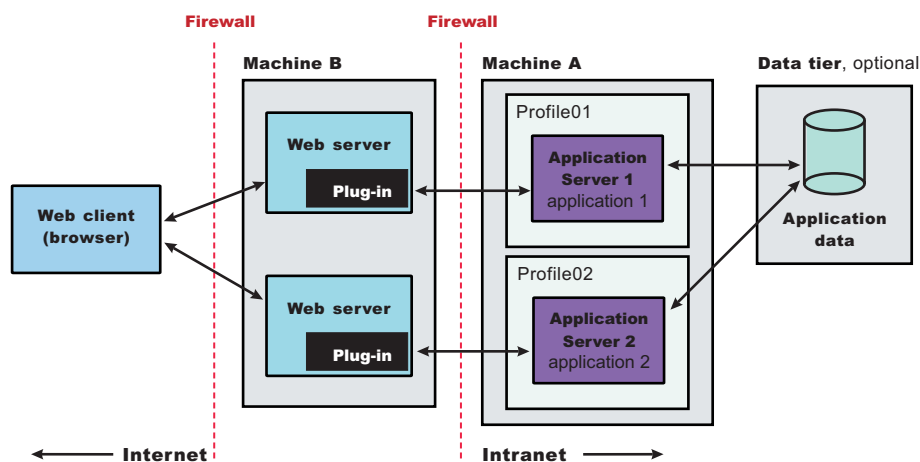 Firewall
Firewall
Machine B
Machine A
Data tier, optional
Web server
Plug-in
Profile01
Application
Server 1
application 1
Web client
(browser)
Application
data
Web server
Plug-in
Profile02
Application
Server 2
application 2
Internet
Intranet